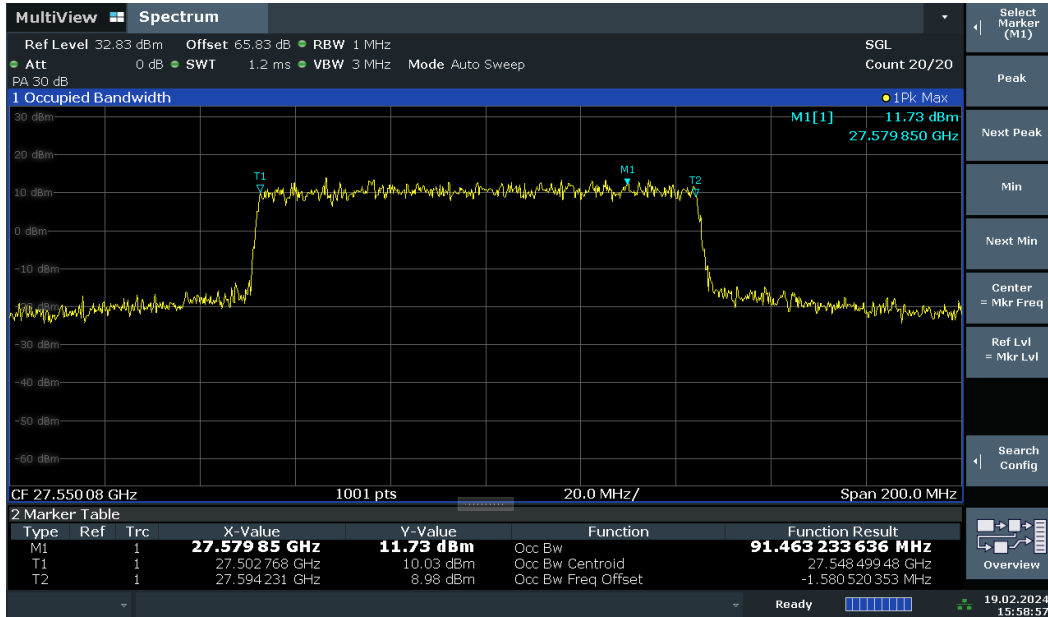 MultiView Spectrum
Ref Level 32.83 dBm Offset 65.83 dB RBW 1 MHz SGL
Att 0 dB SWT 1.2 ms VBW 3 MHz Mode Auto Sweep Count 20/20
PA 30 dB
1 Occupied Bandwidth 1Pk Max
30 dBm M1[1] 11.73 dBm
27.579 850 GHz
20 dBm
T1 M1 T2
10 dBm
0 dBm
-10 dBm
-20 dBm
-30 dBm
-40 dBm
-50 dBm
-60 dBm
CF 27.550 08 GHz 1001 pts 20.0 MHz/ Span 200.0 MHz
2 Marker Table
Type Ref Trc X-Value Y-Value Function Function Result
M1 1 27.579 85 GHz 11.73 dBm Occ Bw 91.463 233 636 MHz
T1 1 27.502 768 GHz 10.03 dBm Occ Bw Centroid 27.548 499 48 GHz
T2 1 27.594 231 GHz 8.98 dBm Occ Bw Freq Offset -1.580 520 353 MHz
Ready 19.02.2024
15:58:57
Select
Marker
(M1)
Peak
Next Peak
Min
Next Min
Center
= Mkr Freq
Ref Lvl
= Mkr Lvl
Search
Config
Overview